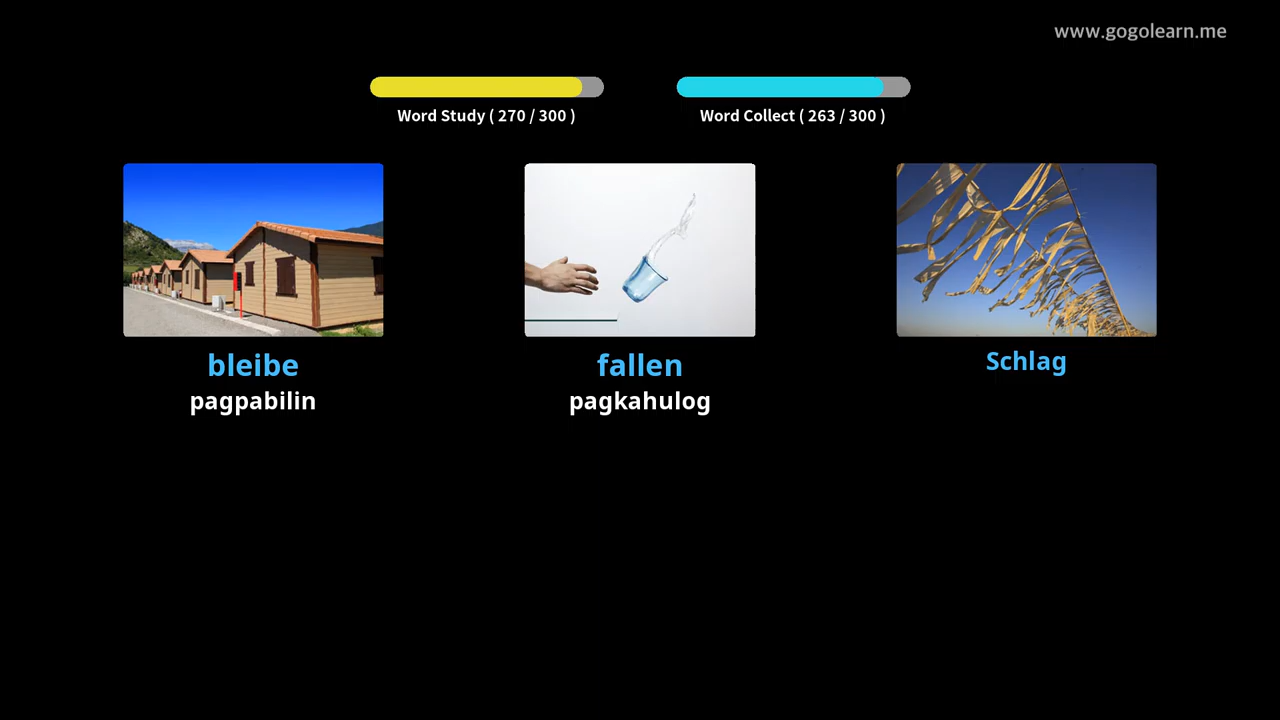 www.gogolearn.me
Word Study ( 270 / 300 )
Word Collect ( 263 / 300 )
bleibe
pagpabilin
fallen
pagkahulog
Schlag